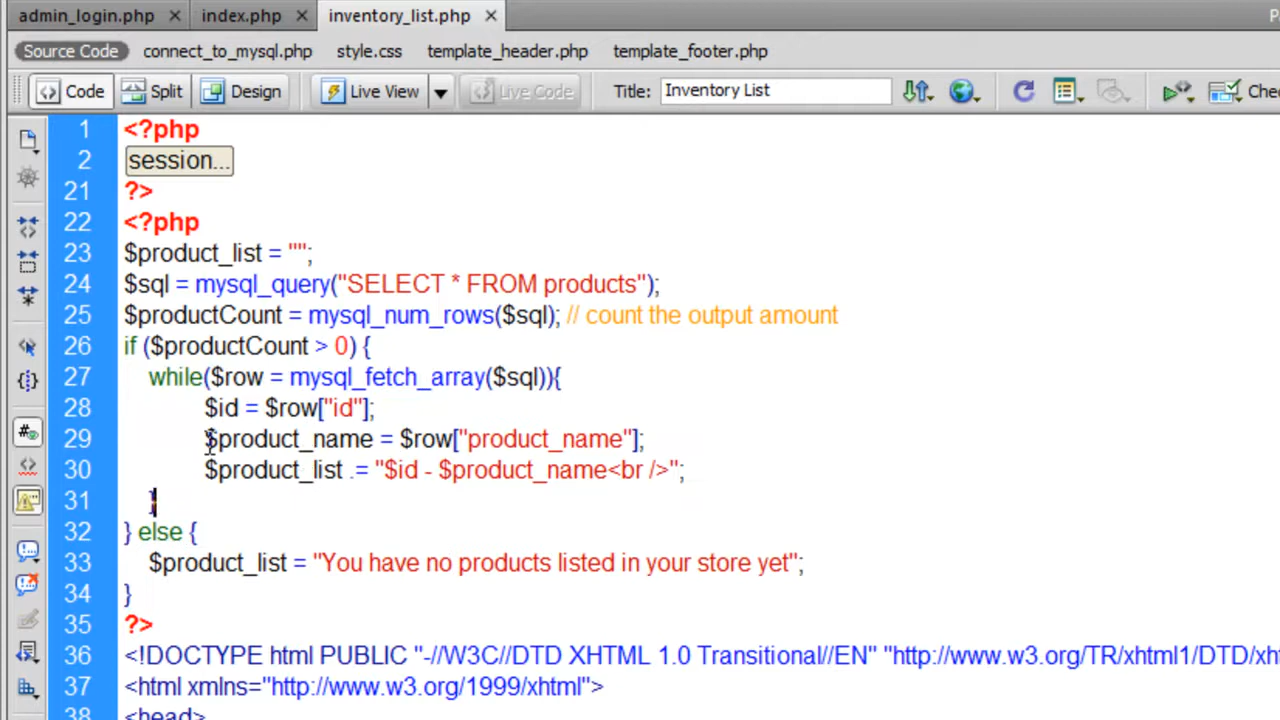 admin_login.php × index.php × inventory_list.php × P
Source Code connect_to_mysql.php style.css template_header.php template_footer.php
Code Split Design Live View Live Code Title: Inventory List Chec
1 <?php
2 session...
21 ?>
22 <?php
23 $product_list = "";
24 $sql = mysql_query("SELECT * FROM products");
25 $productCount = mysql_num_rows($sql); // count the output amount
26 if ($productCount > 0) {
27 while($row = mysql_fetch_array($sql)){
28 $id = $row["id"];
29 $product_name = $row["product_name"];
30 $product_list .= "$id - $product_name<br />";
31 }
32 } else {
33 $product_list = "You have no products listed in your store yet";
34 }
35 ?>
36 <!DOCTYPE html PUBLIC "-//W3C//DTD XHTML 1.0 Transitional//EN" "http://www.w3.org/TR/xhtml1/DTD/xht
37 <html xmlns="http://www.w3.org/1999/xhtml">
38 <head>